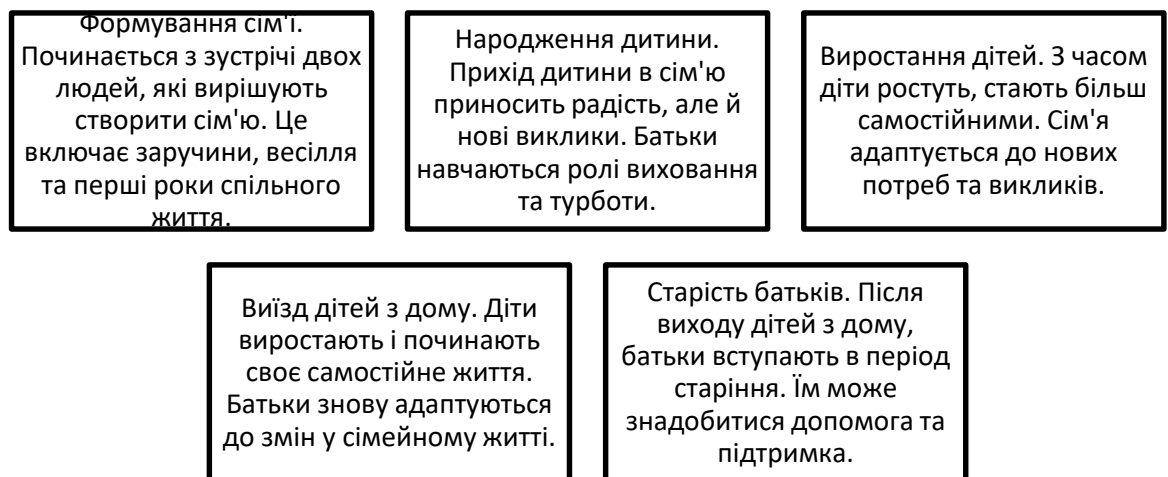 Формування сім'ї.
Починається з зустрічі двох
людей, які вирішують
створити сім'ю. Це
включає заручини, весілля
та перші роки спільного
життя.
Народження дитини.
Прихід дитини в сім'ю
приносить радість, але й
нові виклики. Батьки
навчаються ролі виховання
та турботи.
Виростання дітей. З часом
діти ростуть, стають більш
самостійними. Сім'я
адаптується до нових
потреб та викликів.
Виїзд дітей з дому. Діти
виростають і починають
своє самостійне життя.
Батьки знову адаптуються
до змін у сімейному житті.
Старість батьків. Після
виходу дітей з дому,
батьки вступають в період
старіння. Їм може
знадобитися допомога та
підтримка.